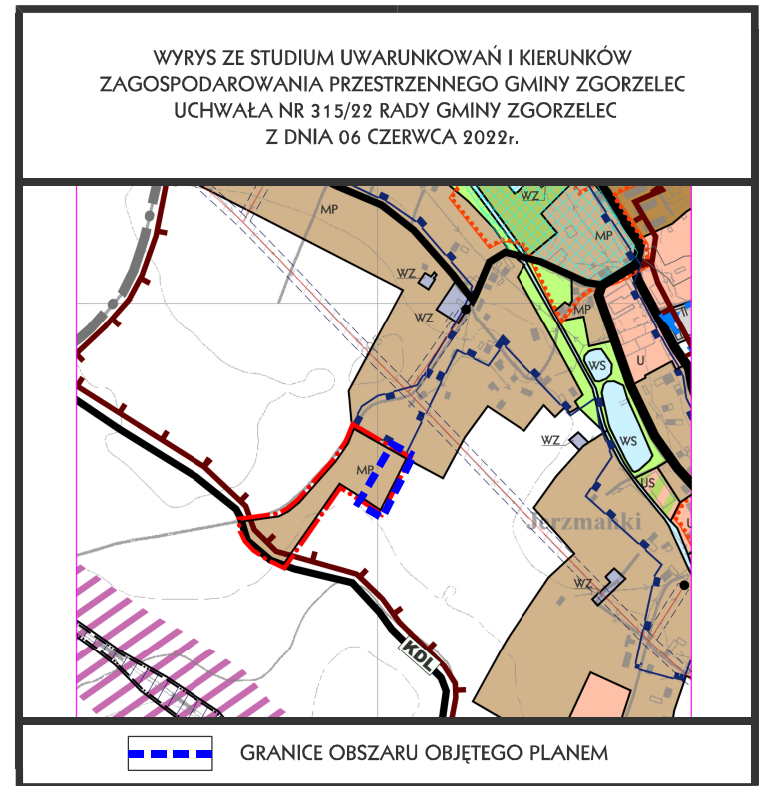 WYRYS ZE STUDIUM UWARUNKOWAŃ I KIERUNKÓW
ZAGOSPODAROWANIA PRZESTRZENNEGO GMINY ZGORZELEC
UCHWAŁA NR 315/22 RADY GMINY ZGORZELEC
Z DNIA 06 CZERWCA 2022r.
WZ
MP
MP
WZ
WZ
MP
U
WS
WZ
WS
MP
US
Jerzmanki
U
WZ
KDL
GRANICE OBSZARU OBJĘTEGO PLANEM